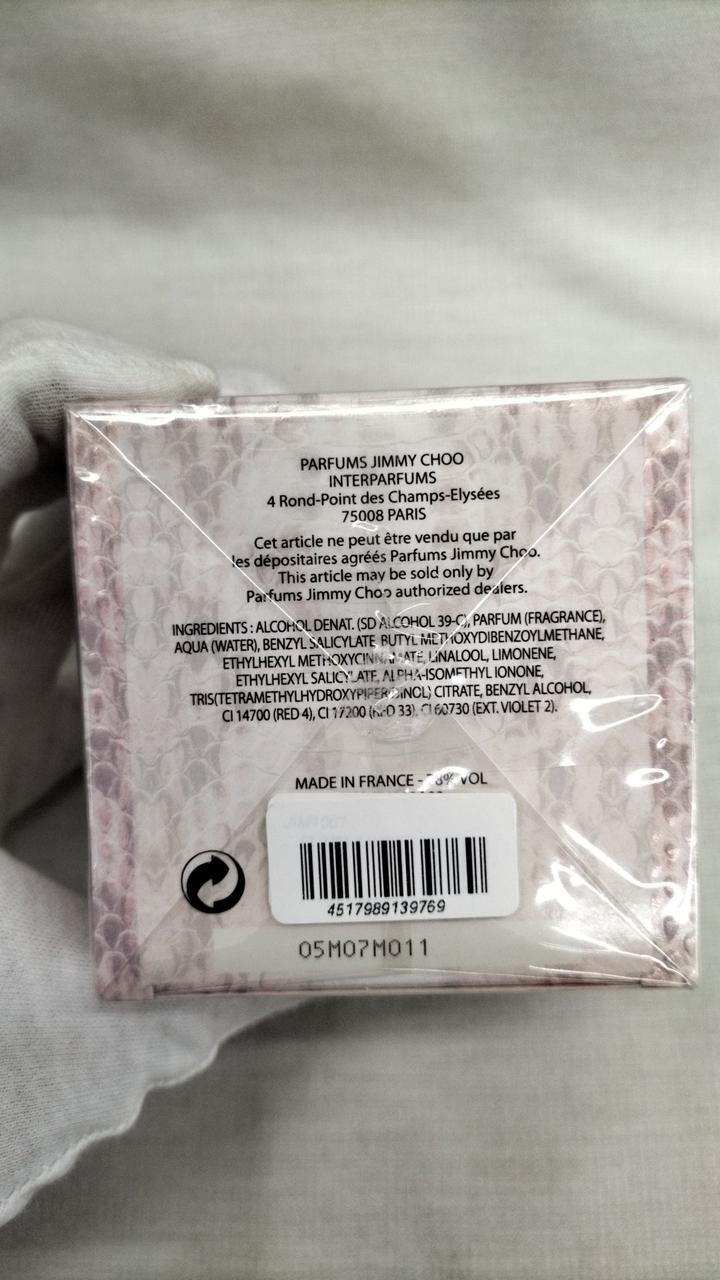 PARFUMS JIMMY CHOO
INTERPARFUMS
4 Rond-Point des Champs-Elysées
75008 PARIS
Cet article ne peut être vendu que par
les dépositaires agréés Parfums Jimmy Choo.
This article may be sold only by
Parfums Jimmy Choo authorized dealers.
INGREDIENTS : ALCOHOL DENAT. (SD ALCOHOL 39-C), PARFUM (FRAGRANCE),
AQUA (WATER), BENZYL SALICYLATE, BUTYL METHOXYDIBENZOYLMETHANE,
ETHYLHEXYL METHOXYCINNAMATE, LINALOOL, LIMONENE,
ETHYLHEXYL SALICYLATE, ALPHA-ISOMETHYL IONONE,
TRIS(TETRAMETHYLHYDROXYPIPERIDINOL) CITRATE, BENZYL ALCOHOL,
CI 14700 (RED 4), CI 17200 (RED 33), CI 60730 (EXT. VIOLET 2).
MADE IN FRANCE - VOL
4517989139769
05M07M011